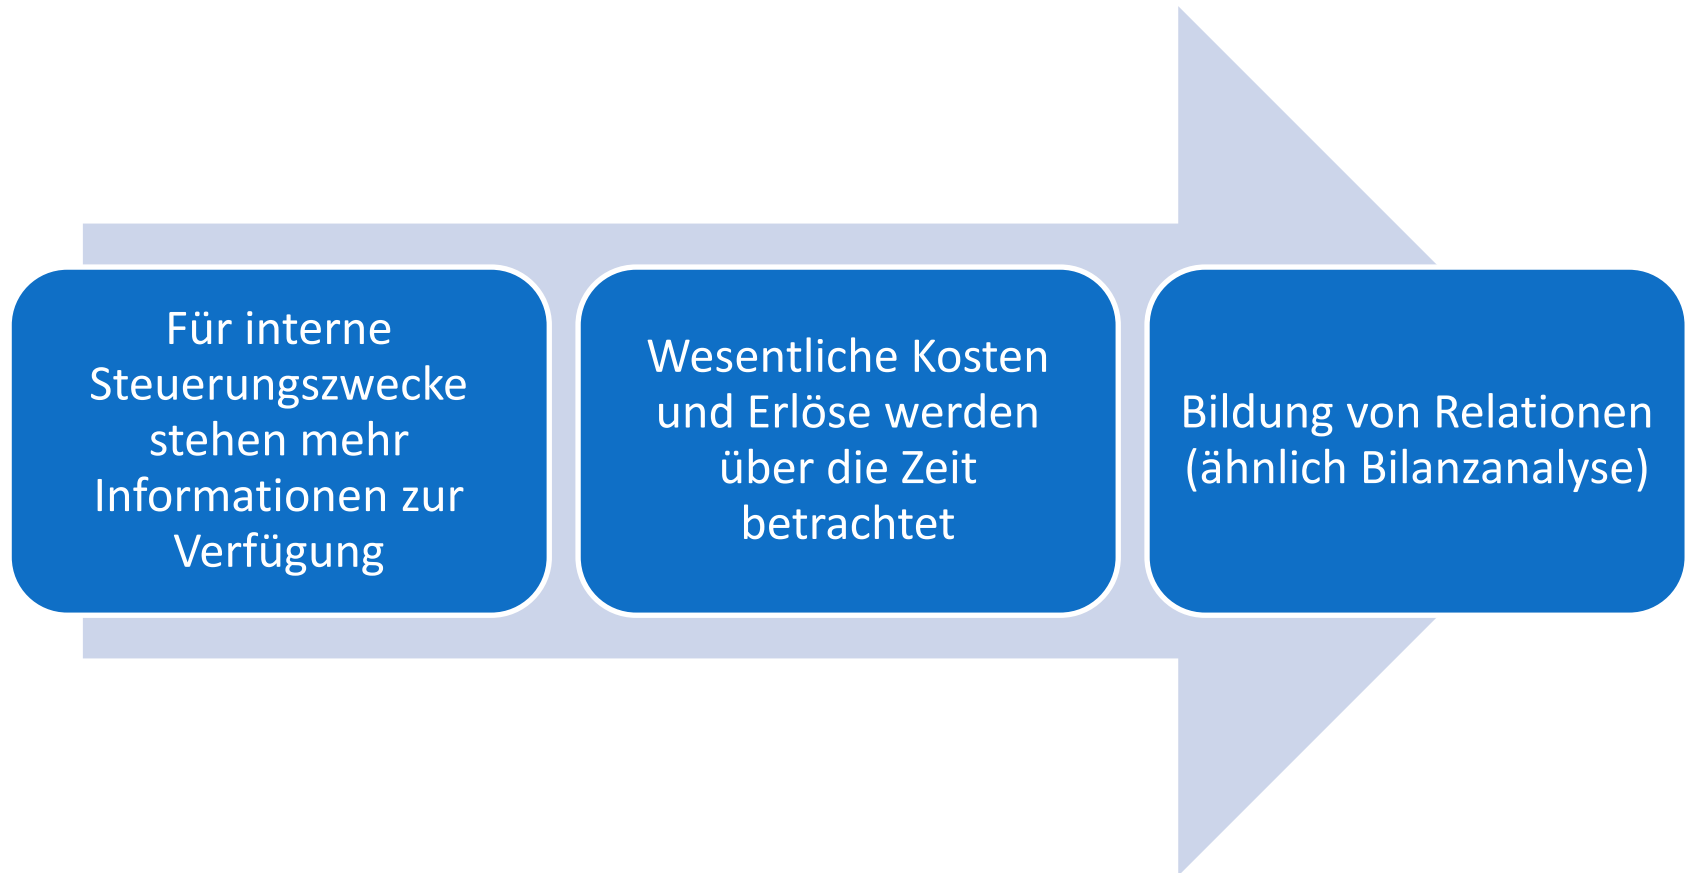 Für interne
Steuerungszwecke
stehen mehr
Informationen zur
Verfügung
Wesentliche Kosten
und Erlöse werden
über die Zeit
betrachtet
Bildung von Relationen
(ähnlich Bilanzanalyse)